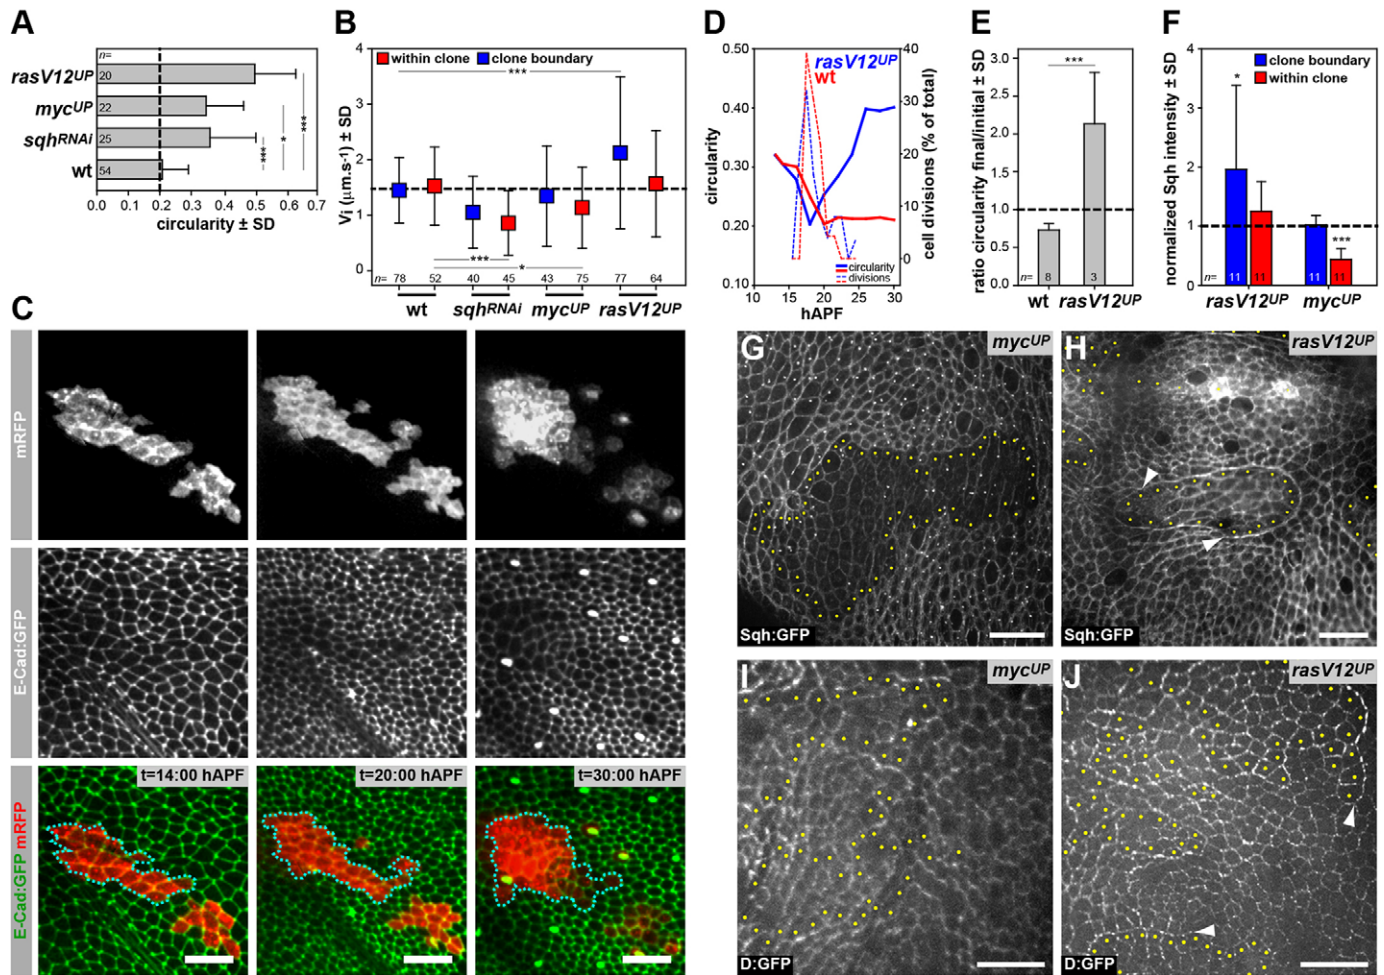 A
n=
rasV12UP
20
mycUP
22
sqhRNAi
25
wt
54
***
*
***
0.0 0.1 0.2 0.3 0.4 0.5 0.6 0.7
circularity ± SD
B
within clone clone boundary
***
Vi (µm.s-1) ± SD
4
3
2
1
0
***
*
n=
78 52 40 45 43 75 77 64
wt sqhRNAi mycUP rasV12UP
D
rasV12UP
wt
circularity
0.50
0.40
0.30
0.20
0.10
cell divisions (% of total)
40
30
20
10
0
circularity
divisions
10 15 20 25 30
hAPF
E
ratio circularity final/initial ± SD
3.0
2.5
2.0
1.5
1.0
0.5
0.0
***
n= 8 3
wt rasV12UP
F
normalized Sqh intensity ± SD
4
2
1
0
clone boundary
within clone
*
***
n= 11 11 11 11
rasV12UP mycUP
C
mRFP
E-Cad:GFP
E-Cad:GFP mRFP
t=14:00 hAPF
t=20:00 hAPF
t=30:00 hAPF
G
mycUP
Sqh:GFP
H
rasV12UP
Sqh:GFP
I
mycUP
D:GFP
J
rasV12UP
D:GFP